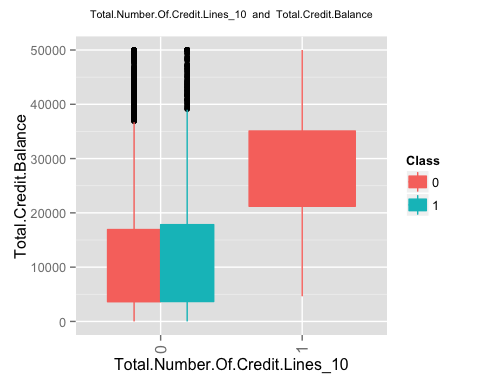 Total.Number.Of.Credit.Lines_10 and Total.Credit.Balance
50000
40000
30000
20000
10000
0
Total.Credit.Balance
0
1
Total.Number.Of.Credit.Lines_10
Class
0
1